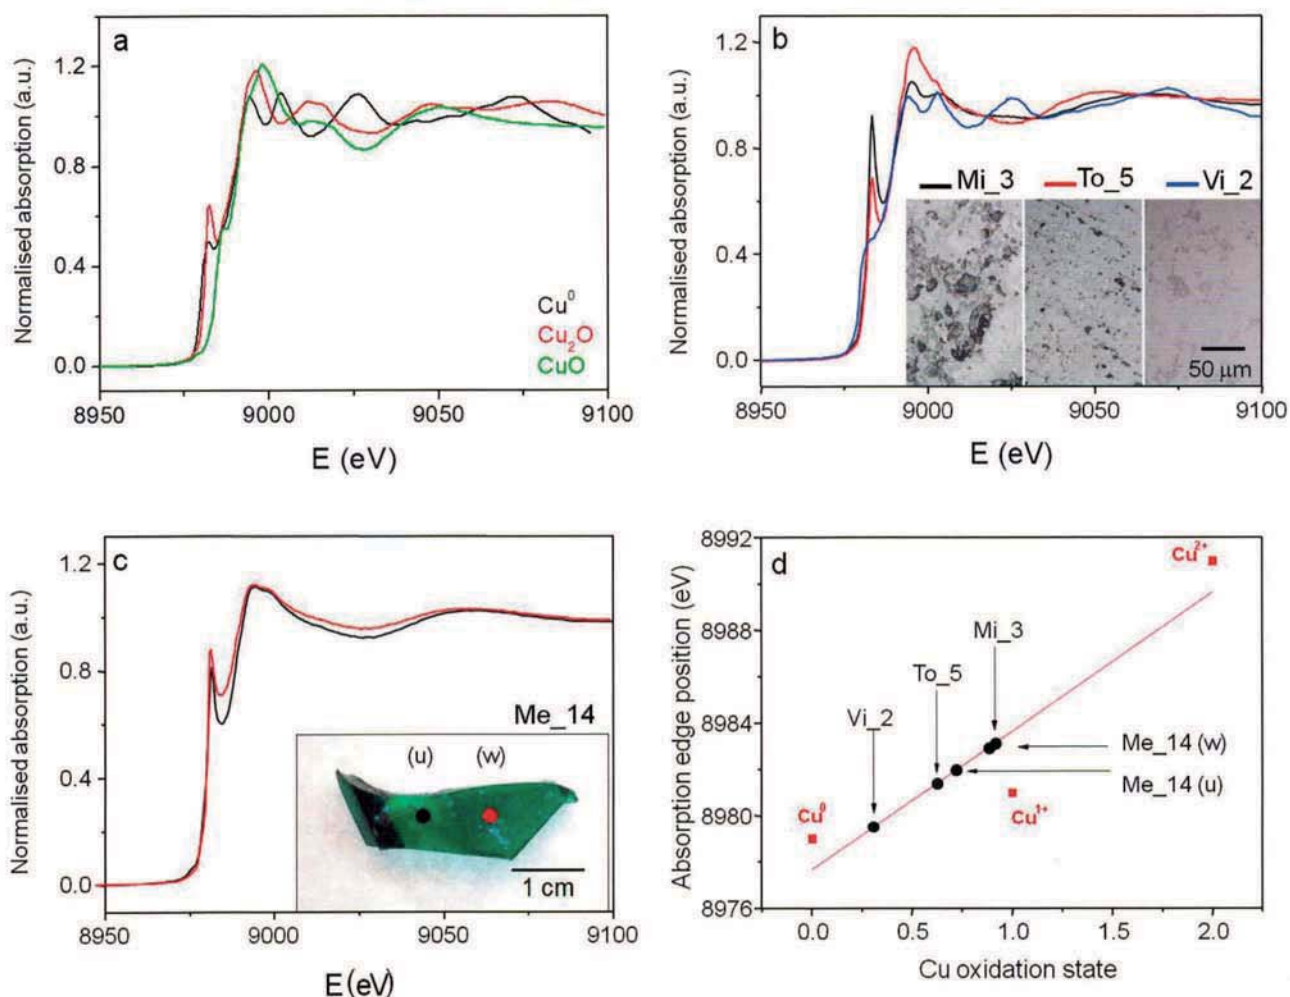 a
1.2
0.8
0.4
0.0
Normalised absorption (a.u.)
Cu⁰
Cu₂O
CuO
8950 9000 9050 9100
E (eV)
b
1.2
0.8
0.4
0.0
Normalised absorption (a.u.)
Mi_3 To_5 Vi_2
50 μm
8950 9000 9050 9100
E (eV)
c
1.2
0.8
0.4
0.0
Normalised absorption (a.u.)
Me_14
(u) (w)
1 cm
8950 9000 9050 9100
E(eV)
d
8992
8988
8984
8980
8976
Absorption edge position (eV)
Cu²⁺
Mi_3
To_5
Vi_2
Me_14 (w)
Me_14 (u)
Cu⁰
Cu¹⁺
0.0 0.5 1.0 1.5 2.0
Cu oxidation state